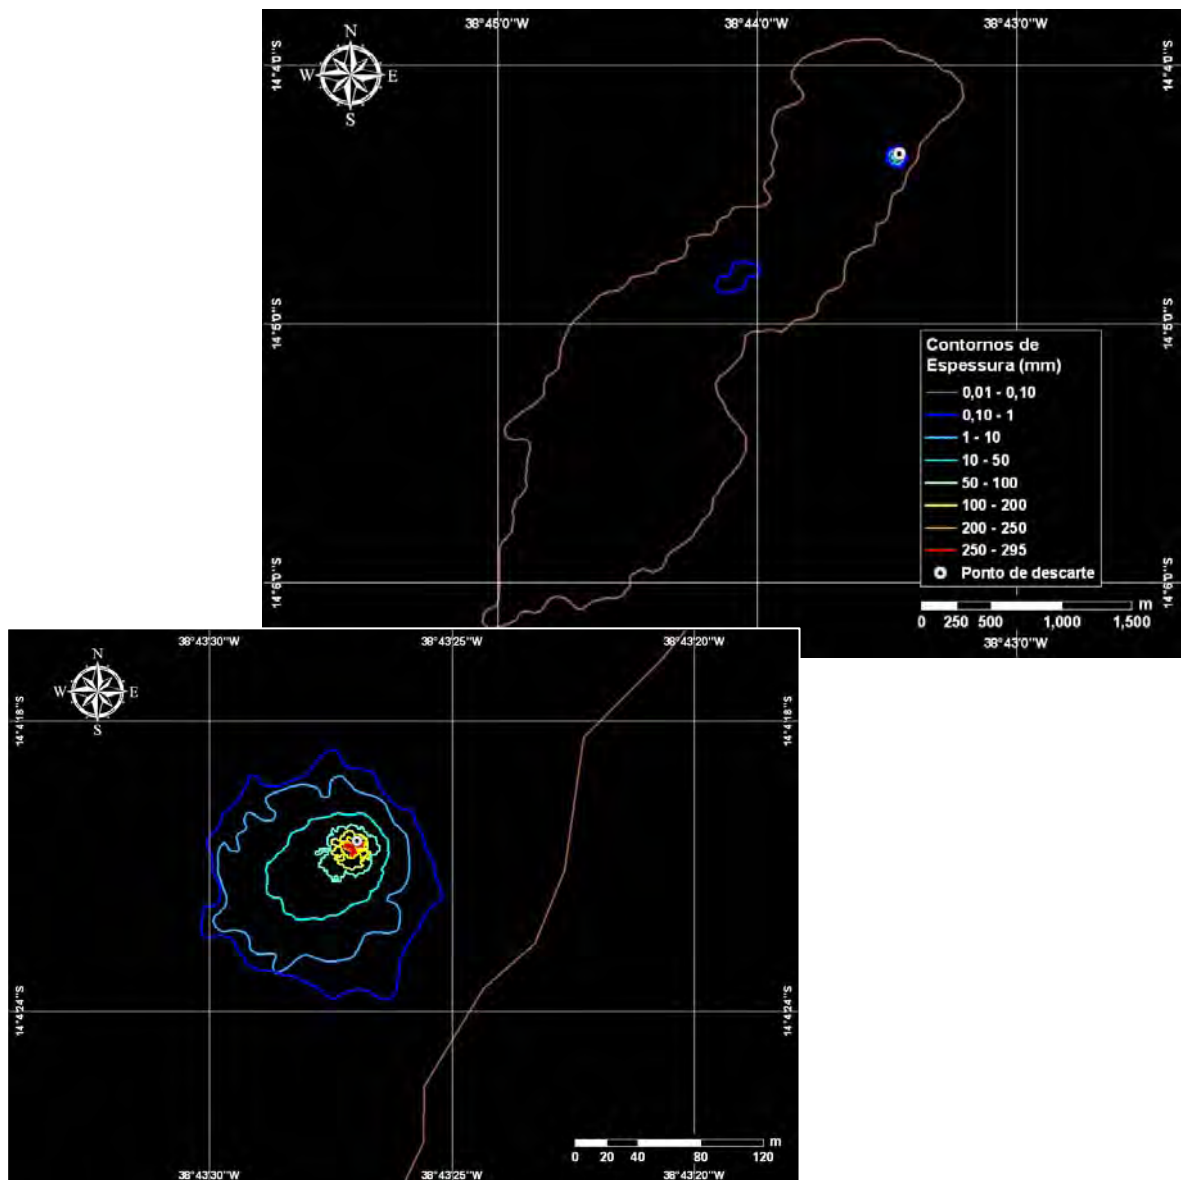 38°45'0"W 38°44'0"W 38°43'0"W
N
W E
S
14°4'0"S 14°4'0"S
14°5'0"S 14°5'0"S
Contornos de
Espessura (mm)
0,01 - 0,10
0,10 - 1
1 - 10
10 - 50
50 - 100
100 - 200
200 - 250
250 - 295
Ponto de descarte
14°6'0"S 14°6'0"S
m
0 250 500 1,000 1,500
38°43'0"W
38°43'30"W 38°43'25"W 38°43'20"W
N
W E
S
14°4'18"S 14°4'18"S
14°4'24"S 14°4'24"S
m
0 20 40 80 120
38°43'30"W 38°43'25"W 38°43'20"W